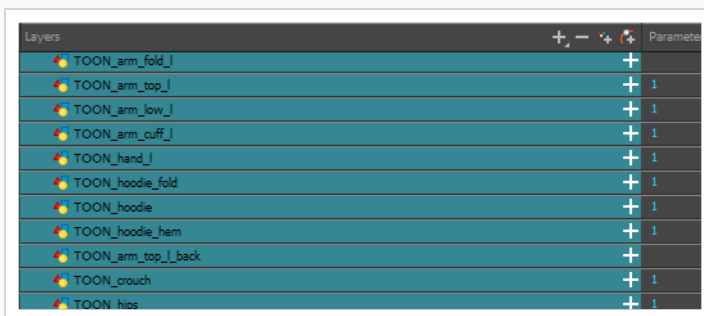 Layers Paramete
TOON_arm_fold_l
TOON_arm_top_l 1
TOON_arm_low_l 1
TOON_arm_cuff_l 1
TOON_hand_l 1
TOON_hoodie_fold 1
TOON_hoodie 1
TOON_hoodie_hem 1
TOON_arm_top_l_back
TOON_crouch 1
TOON_hips 1